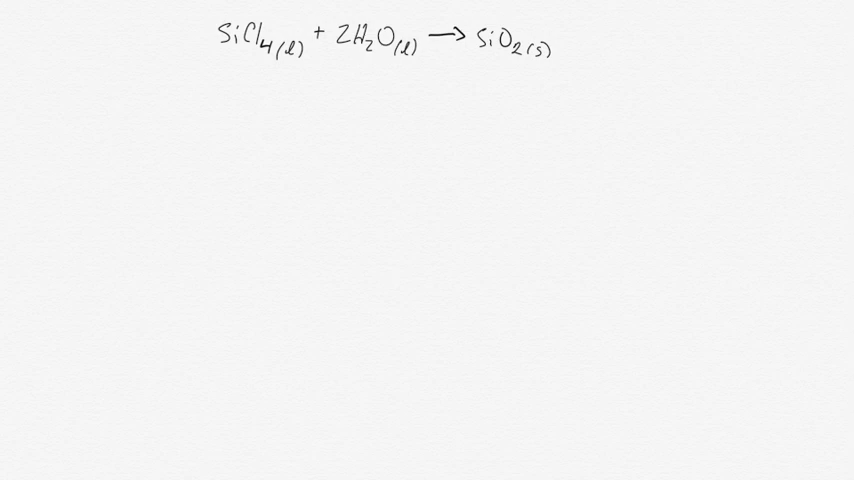 SiCl₄(l) + 2H₂O(l) → SiO₂(s)